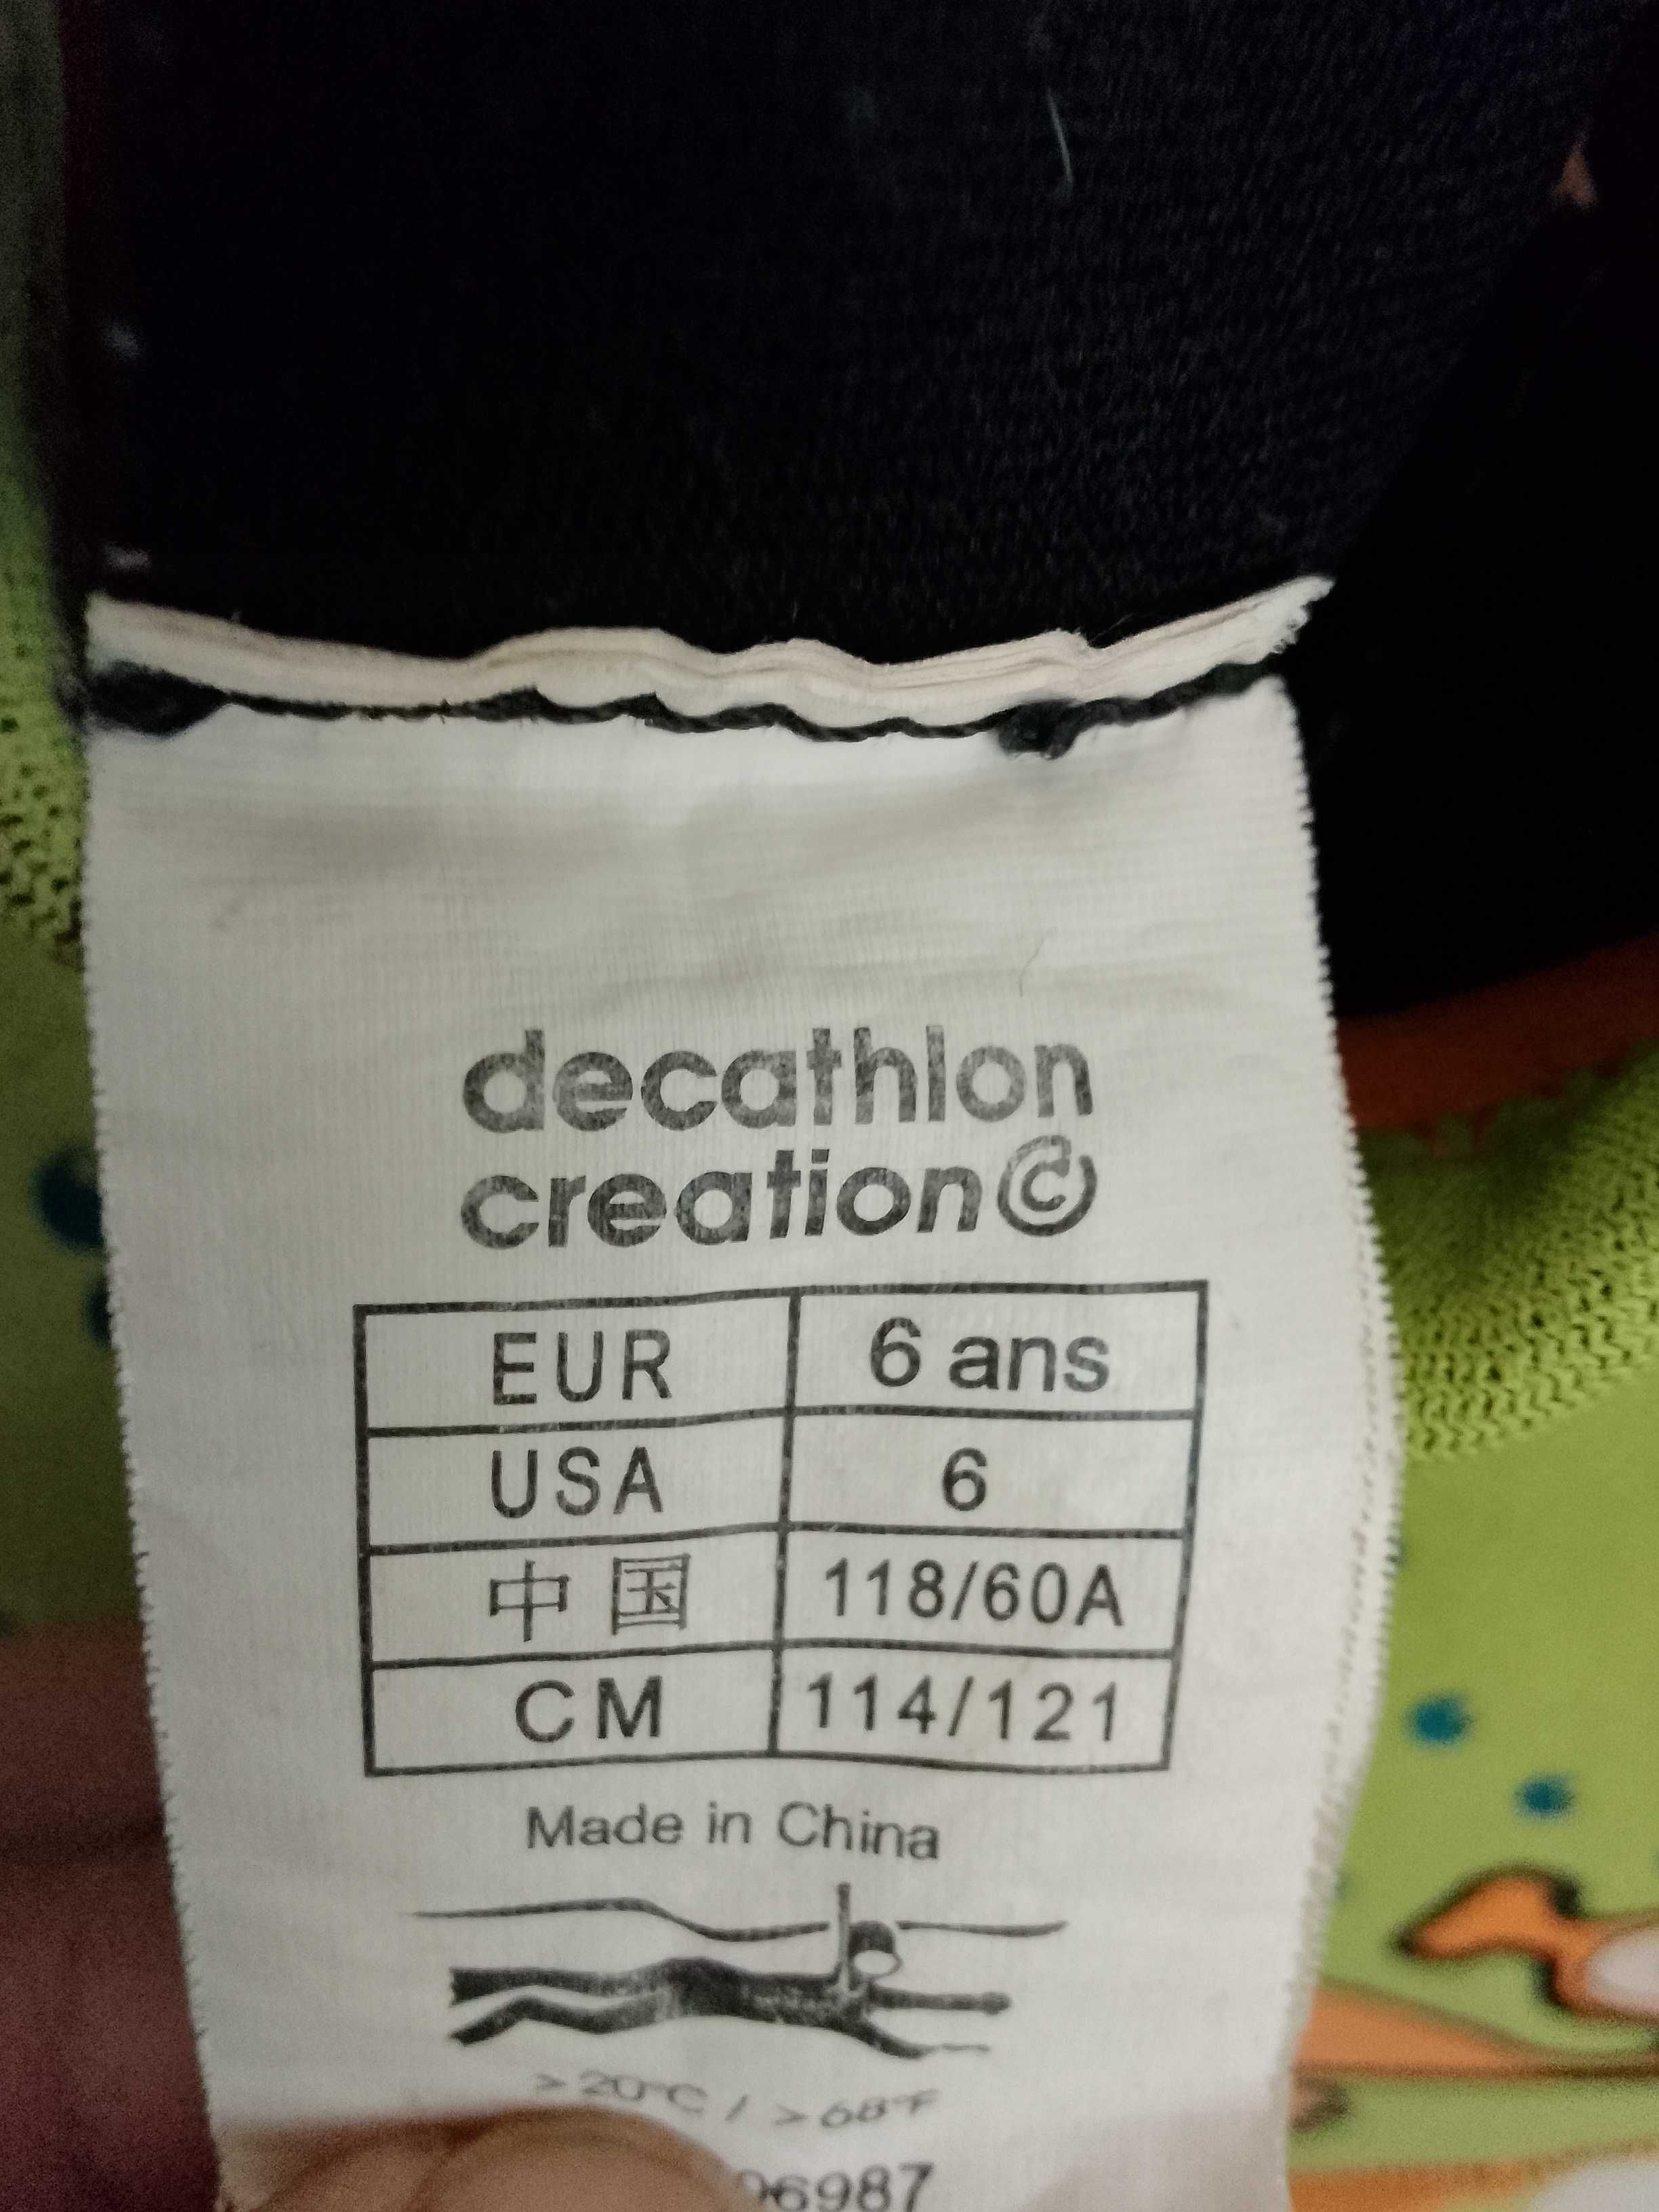 decathlon
creation©
EUR 6 ans
USA 6
中国 118/60A
CM 114/121
Made in China
>20°C / >68°F
06987